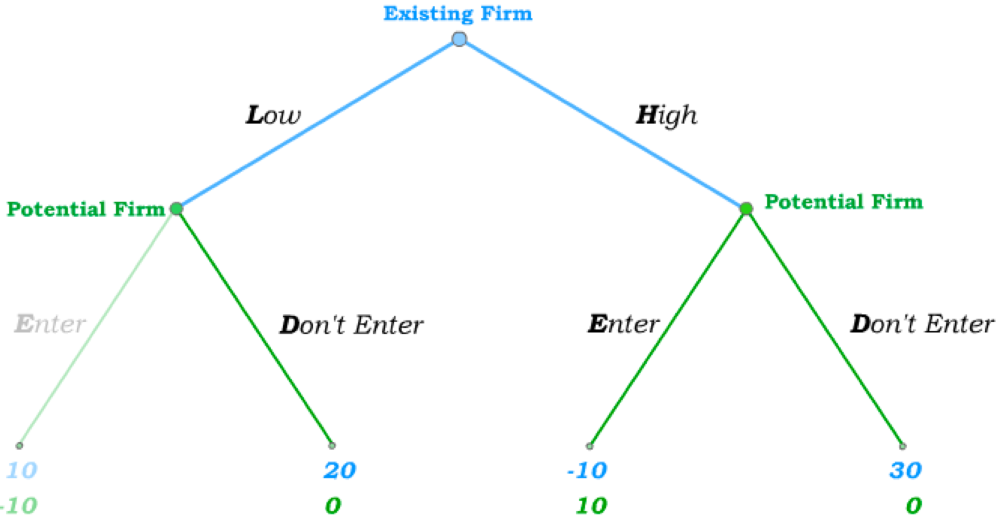 Existing Firm
Low
High
Potential Firm
Potential Firm
Enter
Don't Enter
Enter
Don't Enter
10
20
-10
30
-10
0
10
0